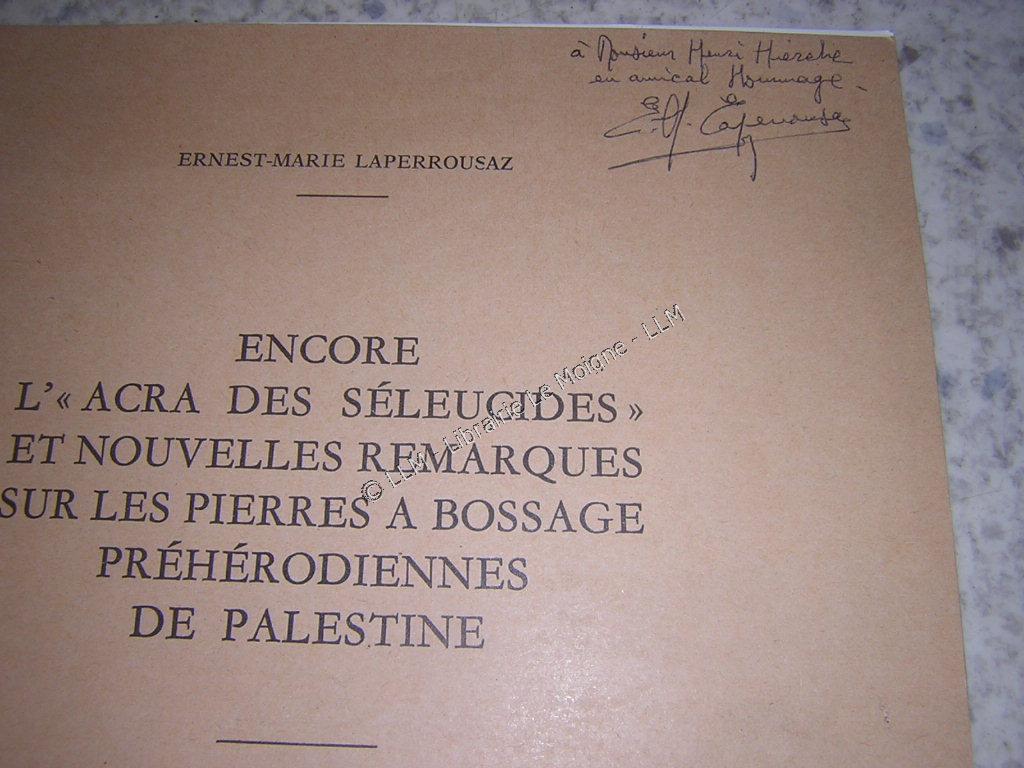 à Monsieur Henri Hierche
en amical Hommage.
E.M. Laperrousaz
ERNEST-MARIE LAPERROUSAZ
ENCORE
L'« ACRA DES SÉLEUCIDES »
ET NOUVELLES REMARQUES
SUR LES PIERRES A BOSSAGE
PRÉHÉRODIENNES
DE PALESTINE
© LLM - Librairie Le Moigne - LLM